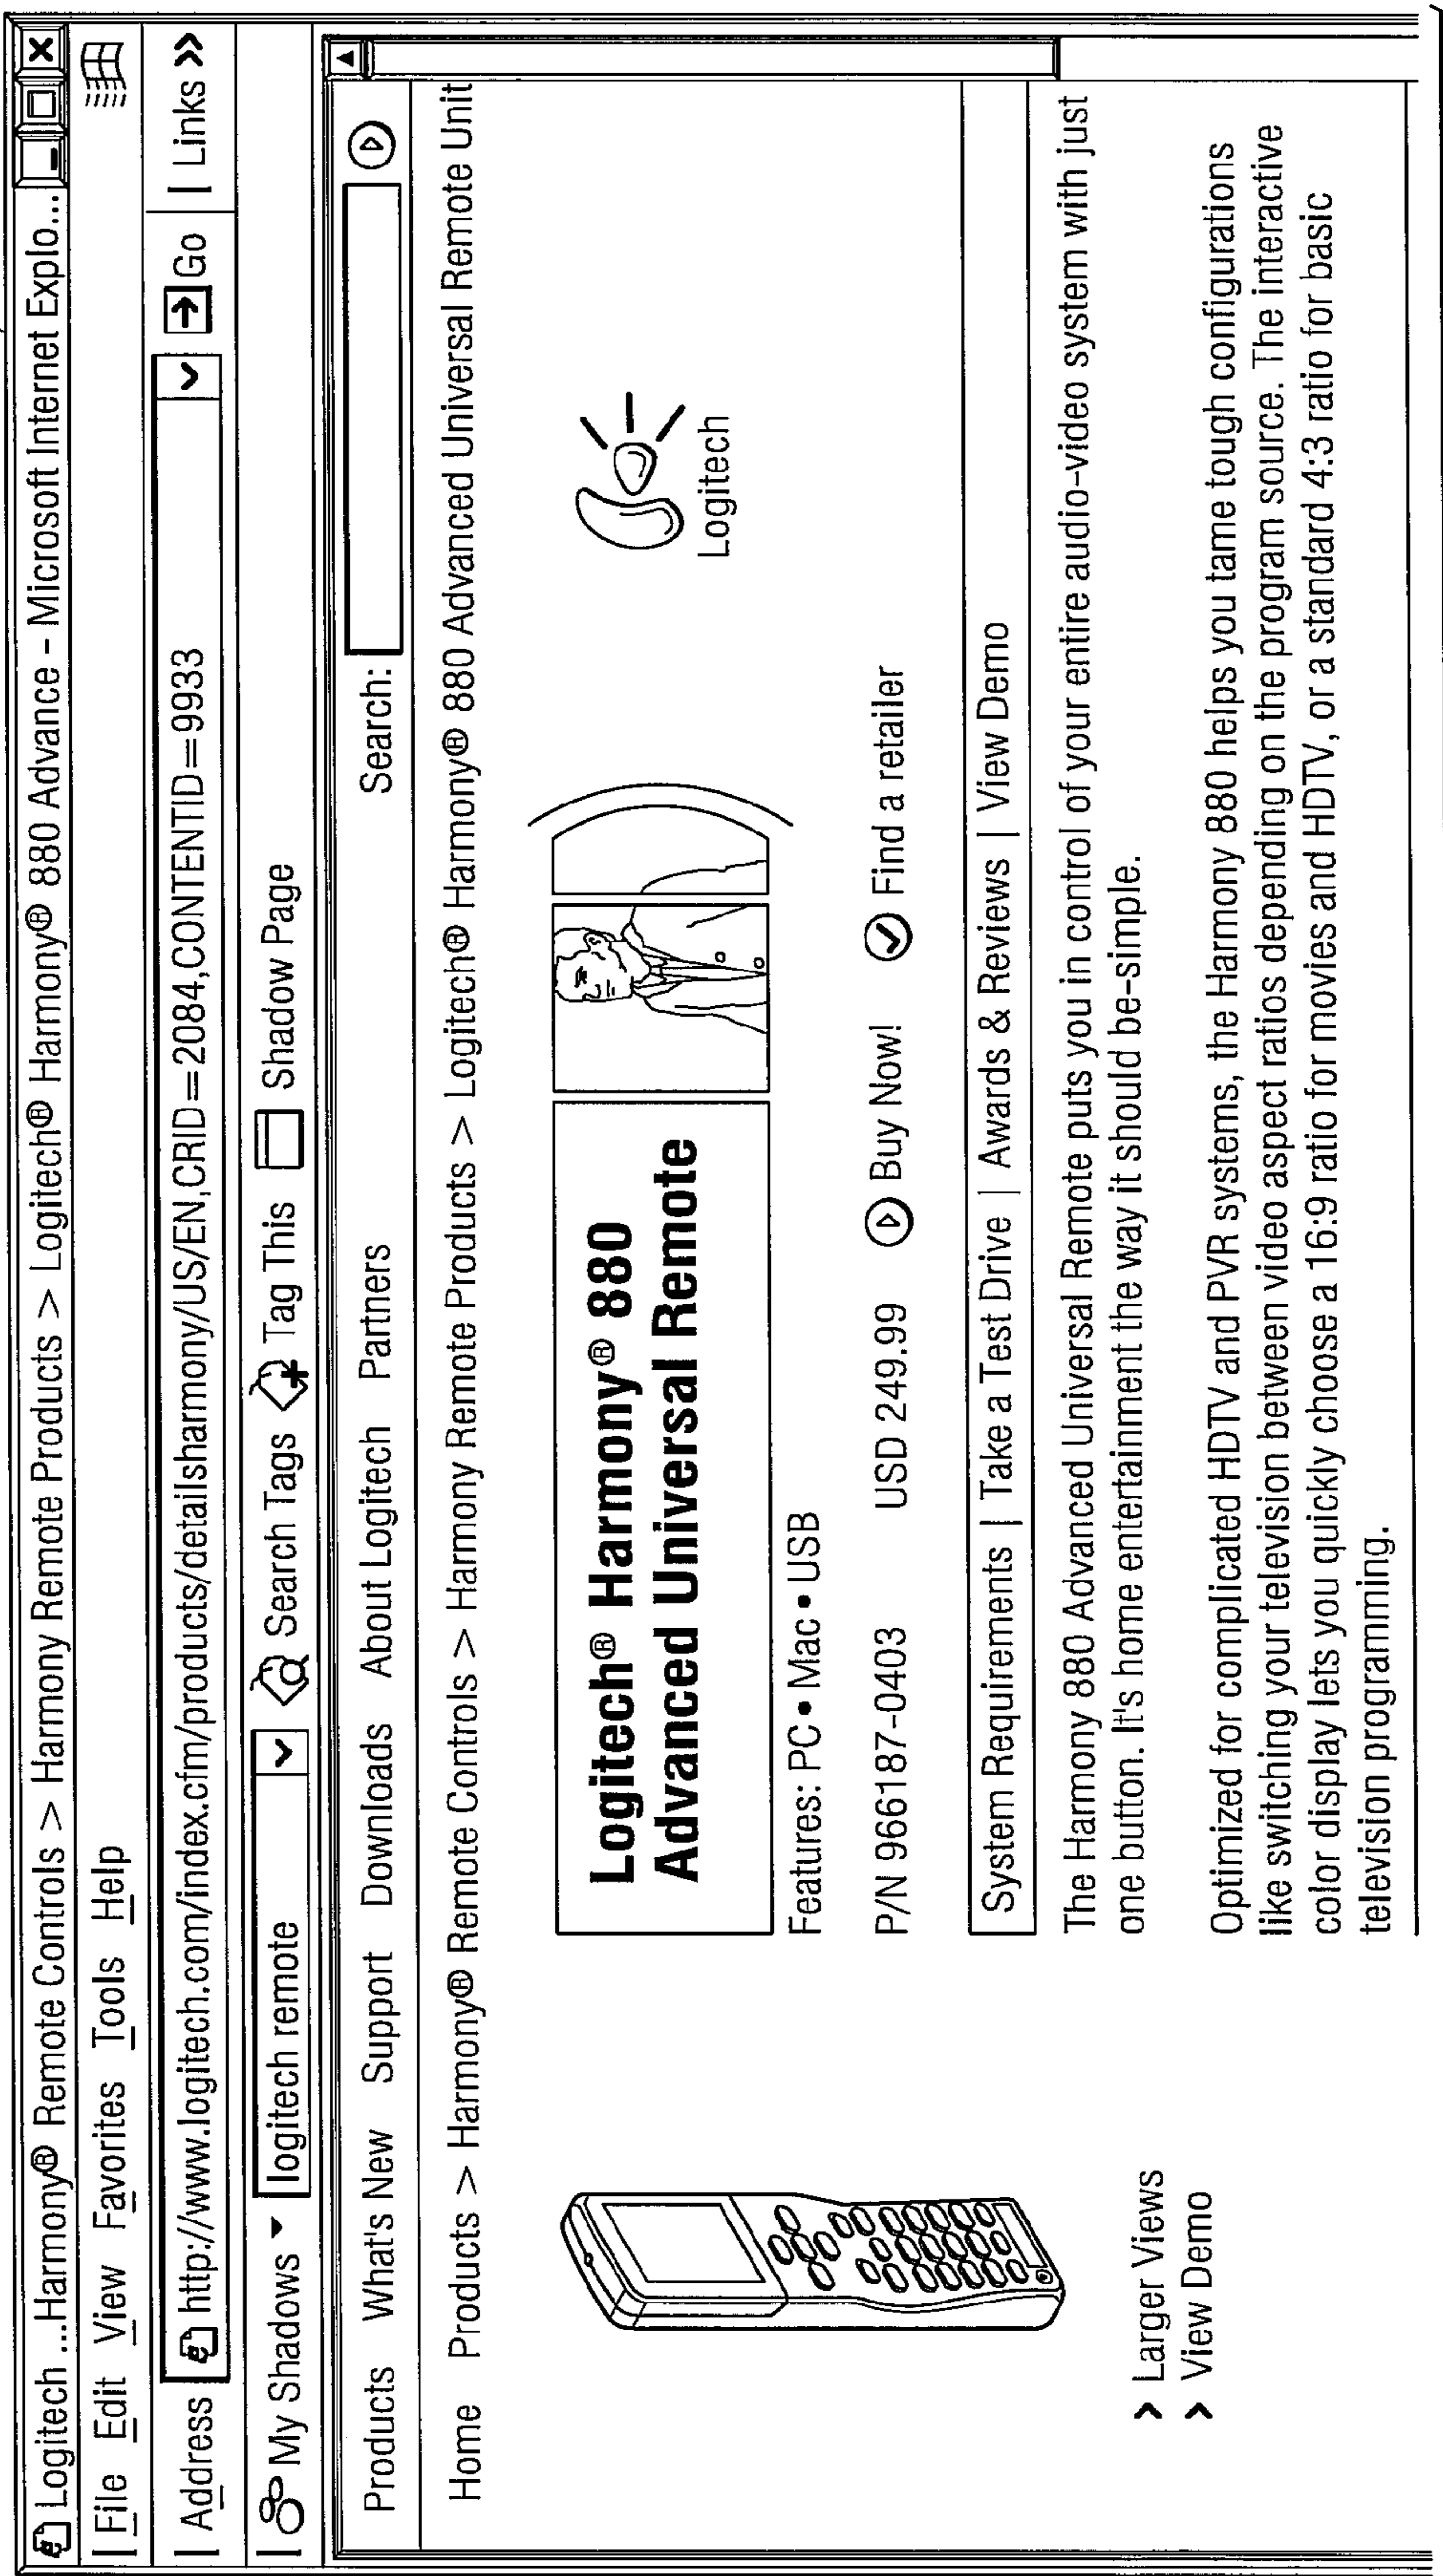 Logitech ...Harmony® Remote Controls > Harmony Remote Products > Logitech® Harmony® 880 Advance - Microsoft Internet Explo...
File Edit View Favorites Tools Help
Address http://www.logitech.com/index.cfm/products/detailsharmony/US/EN,CRID=2084,CONTENTID=9933 Go Links »
My Shadows logitech remote Search Tags Tag This Shadow Page
Products What's New Support Downloads About Logitech Partners Search:
Home Products > Harmony® Remote Controls > Harmony Remote Products > Logitech® Harmony® 880 Advanced Universal Remote Unit
Logitech® Harmony® 880
Advanced Universal Remote
Logitech
Features: PC • Mac • USB
P/N 966187-0403 USD 249.99 Buy Now! Find a retailer
System Requirements | Take a Test Drive | Awards & Reviews | View Demo
The Harmony 880 Advanced Universal Remote puts you in control of your entire audio-video system with just
one button. It's home entertainment the way it should be-simple.
Optimized for complicated HDTV and PVR systems, the Harmony 880 helps you tame tough configurations
like switching your television between video aspect ratios depending on the program source. The interactive
color display lets you quickly choose a 16:9 ratio for movies and HDTV, or a standard 4:3 ratio for basic
television programming.
> Larger Views
> View Demo